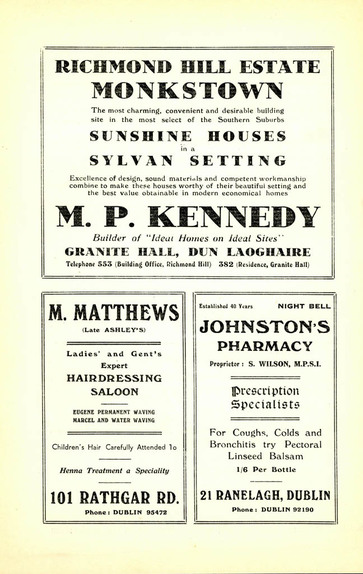 RICHMOND HILL ESTATE
MONKSTOWN
The most charming, convenient and desirable building
site in the most select of the Southern Suburbs
SUNSHINE HOUSES
in a
SYLVAN SETTING
Excellence of design, sound materials and competent workmanship
combine to make these houses worthy of their beautiful setting and
the best value obtainable in modern economical homes
M. P. KENNEDY
Builder of "Ideal Homes on Ideal Sites"
GRANITE HALL, DUN LAOGHAIRE
Telephone 553 (Building Office, Richmond Hill) 382 (Residence, Granite Hall)
M. MATTHEWS
(Late ASHLEY'S)
Ladies' and Gent's
Expert
HAIRDRESSING
SALOON
EUGENE PERMANENT WAVING
MARCEL AND WATER WAVING
Children's Hair Carefully Attended To
Henna Treatment a Speciality
101 RATHGAR RD.
Phone: DUBLIN 95472
Established 40 Years NIGHT BELL
JOHNSTON'S
PHARMACY
Proprietor: S. WILSON, M.P.S.I.
Prescription
Specialists
For Coughs, Colds and
Bronchitis try Pectoral
Linseed Balsam
1/6 Per Bottle
21 RANELAGH, DUBLIN
Phone: DUBLIN 92190